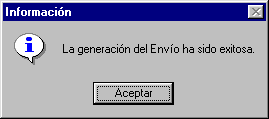 Información
La generación del Envío ha sido exitosa.
Aceptar